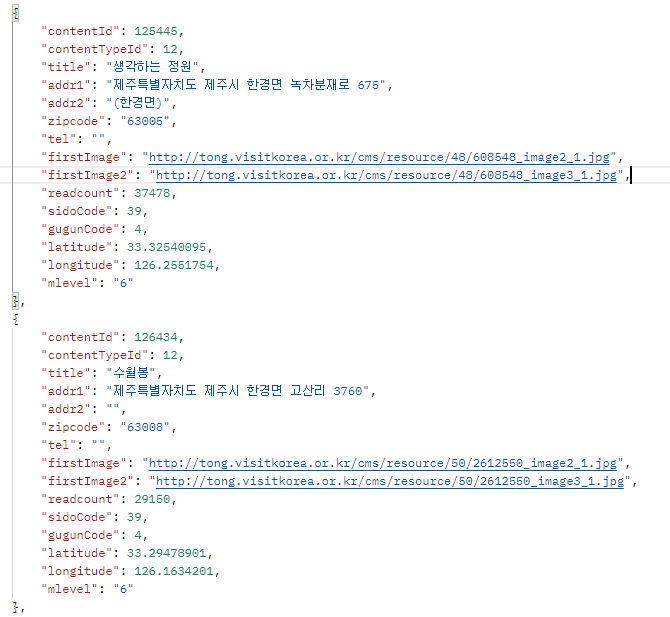 {
"contentId": 125445,
"contentTypeId": 12,
"title": "생각하는 정원",
"addr1": "제주특별자치도 제주시 한경면 녹차분재로 675",
"addr2": "(한경면)",
"zipcode": "63005",
"tel": "",
"firstImage": "http://tong.visitkorea.or.kr/cms/resource/48/608548_image2_1.jpg",
"firstImage2": "http://tong.visitkorea.or.kr/cms/resource/48/608548_image3_1.jpg",
"readcount": 37478,
"sidoCode": 39,
"gugunCode": 4,
"latitude": 33.32540095,
"longitude": 126.2551754,
"mlevel": "6"
},
{
"contentId": 126434,
"contentTypeId": 12,
"title": "수월봉",
"addr1": "제주특별자치도 제주시 한경면 고산리 3760",
"addr2": "",
"zipcode": "63008",
"tel": "",
"firstImage": "http://tong.visitkorea.or.kr/cms/resource/50/2612550_image2_1.jpg",
"firstImage2": "http://tong.visitkorea.or.kr/cms/resource/50/2612550_image3_1.jpg",
"readcount": 29150,
"sidoCode": 39,
"gugunCode": 4,
"latitude": 33.29478901,
"longitude": 126.1634201,
"mlevel": "6"
},